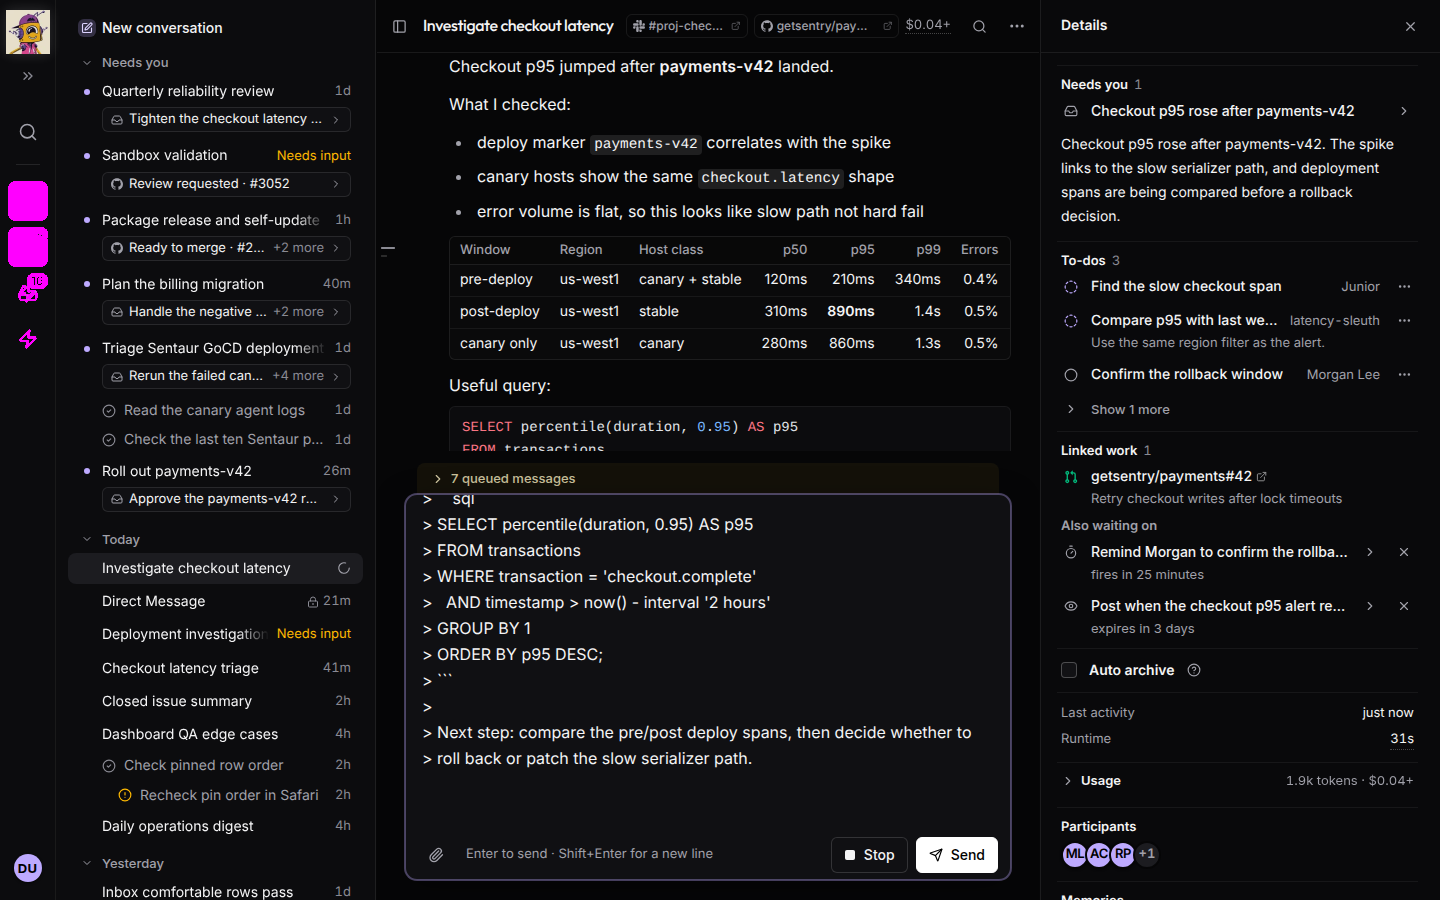 New conversation
Needs you
Quarterly reliability review 1d
Tighten the checkout latency ...
Sandbox validation Needs input
Review requested · #3052
Package release and self-update 1h
Ready to merge · #2... +2 more
Plan the billing migration 40m
Handle the negative ... +2 more
Triage Sentaur GoCD deployment 1d
Rerun the failed can... +4 more
Read the canary agent logs 1d
Check the last ten Sentaur p... 1d
Roll out payments-v42 26m
Approve the payments-v42 r...
Today
Investigate checkout latency
Direct Message 21m
Deployment investigation Needs input
Checkout latency triage 41m
Closed issue summary 2h
Dashboard QA edge cases 4h
Check pinned row order 2h
Recheck pin order in Safari 2h
Daily operations digest 4h
Yesterday
Inbox comfortable rows pass 1d
DU
Investigate checkout latency #proj-chec... getsentry/pay... $0.04+
Checkout p95 jumped after payments-v42 landed.
What I checked:
• deploy marker payments-v42 correlates with the spike
• canary hosts show the same checkout.latency shape
• error volume is flat, so this looks like slow path not hard fail
Window Region Host class p50 p95 p99 Errors
pre-deploy us-west1 canary + stable 120ms 210ms 340ms 0.4%
post-deploy us-west1 stable 310ms 890ms 1.4s 0.5%
canary only us-west1 canary 280ms 860ms 1.3s 0.5%
Useful query:
SELECT percentile(duration, 0.95) AS p95
FROM transactions
7 queued messages
> sql
> SELECT percentile(duration, 0.95) AS p95
> FROM transactions
> WHERE transaction = 'checkout.complete'
>   AND timestamp > now() - interval '2 hours'
> GROUP BY 1
> ORDER BY p95 DESC;
> ```
>
> Next step: compare the pre/post deploy spans, then decide whether to
> roll back or patch the slow serializer path.
Enter to send · Shift+Enter for a new line Stop Send
Details
Needs you 1
Checkout p95 rose after payments-v42
Checkout p95 rose after payments-v42. The spike
links to the slow serializer path, and deployment
spans are being compared before a rollback
decision.
To-dos 3
Find the slow checkout span Junior
Compare p95 with last we... latency-sleuth
Use the same region filter as the alert.
Confirm the rollback window Morgan Lee
Show 1 more
Linked work 1
getsentry/payments#42
Retry checkout writes after lock timeouts
Also waiting on
Remind Morgan to confirm the rollba...
fires in 25 minutes
Post when the checkout p95 alert re...
expires in 3 days
Auto archive
Last activity just now
Runtime 31s
Usage 1.9k tokens · $0.04+
Participants
ML AC RP +1